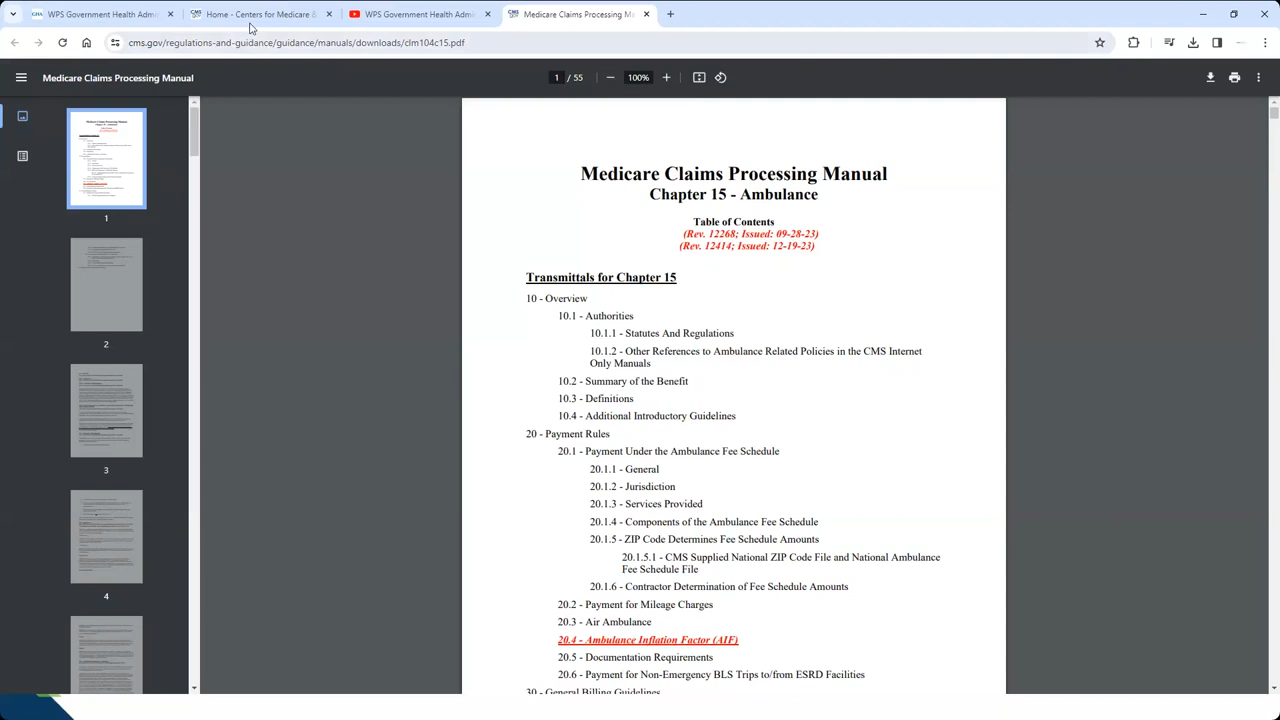 WPS Government Health Admi
Home - Centers for Medicare &
WPS Government Health Admi
Medicare Claims Processing Ma
cms.gov/regulations-and-guidance/guidance/manuals/downloads/clm104c15.pdf
Medicare Claims Processing Manual
1 / 55
100%
Medicare Claims Processing Manual
Chapter 15 - Ambulance
Table of Contents
(Rev. 12268; Issued: 09-28-23)
(Rev. 12414; Issued: 12-19-23)
Transmittals for Chapter 15
10 - Overview
10.1 - Authorities
10.1.1 - Statutes And Regulations
10.1.2 - Other References to Ambulance Related Policies in the CMS Internet
Only Manuals
10.2 - Summary of the Benefit
10.3 - Definitions
10.4 - Additional Introductory Guidelines
20 - Payment Rules
20.1 - Payment Under the Ambulance Fee Schedule
20.1.1 - General
20.1.2 - Jurisdiction
20.1.3 - Services Provided
20.1.4 - Components of the Ambulance Fee Schedule
20.1.5 - ZIP Code Determines Fee Schedule Amounts
20.1.5.1 - CMS Supplied National ZIP Code File and National Ambulance
Fee Schedule File
20.1.6 - Contractor Determination of Fee Schedule Amounts
20.2 - Payment for Mileage Charges
20.3 - Air Ambulance
20.4 - Ambulance Inflation Factor (AIF)
20.5 - Documentation Requirements
20.6 - Payment for Non-Emergency BLS Trips to/from ESRD Facilities
30 - General Billing Guidelines
1
2
3
4